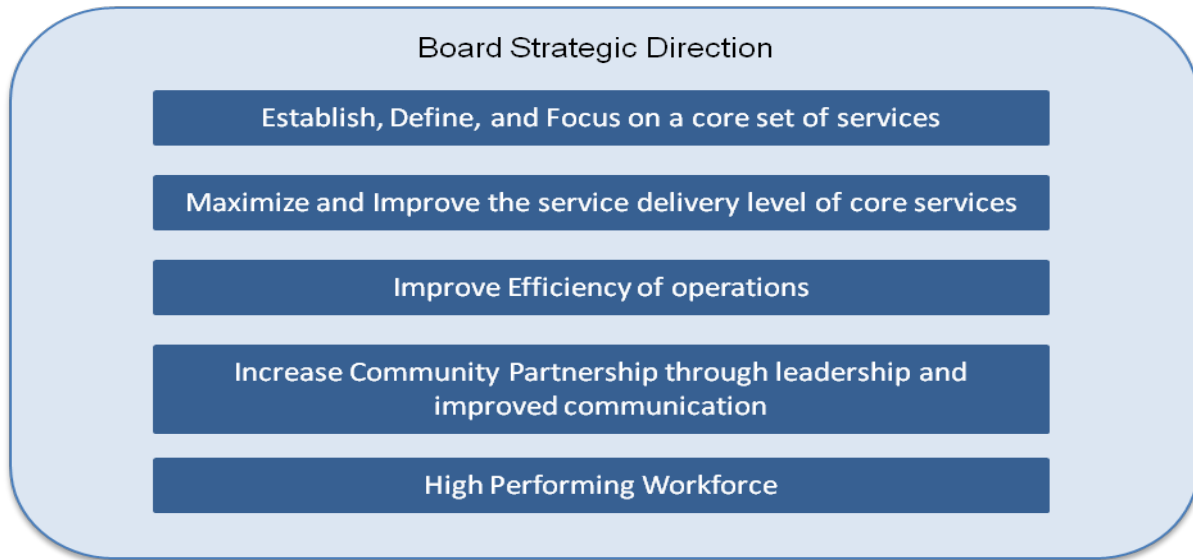 Board Strategic Direction
Establish, Define, and Focus on a core set of services
Maximize and Improve the service delivery level of core services
Improve Efficiency of operations
Increase Community Partnership through leadership and
improved communication
High Performing Workforce